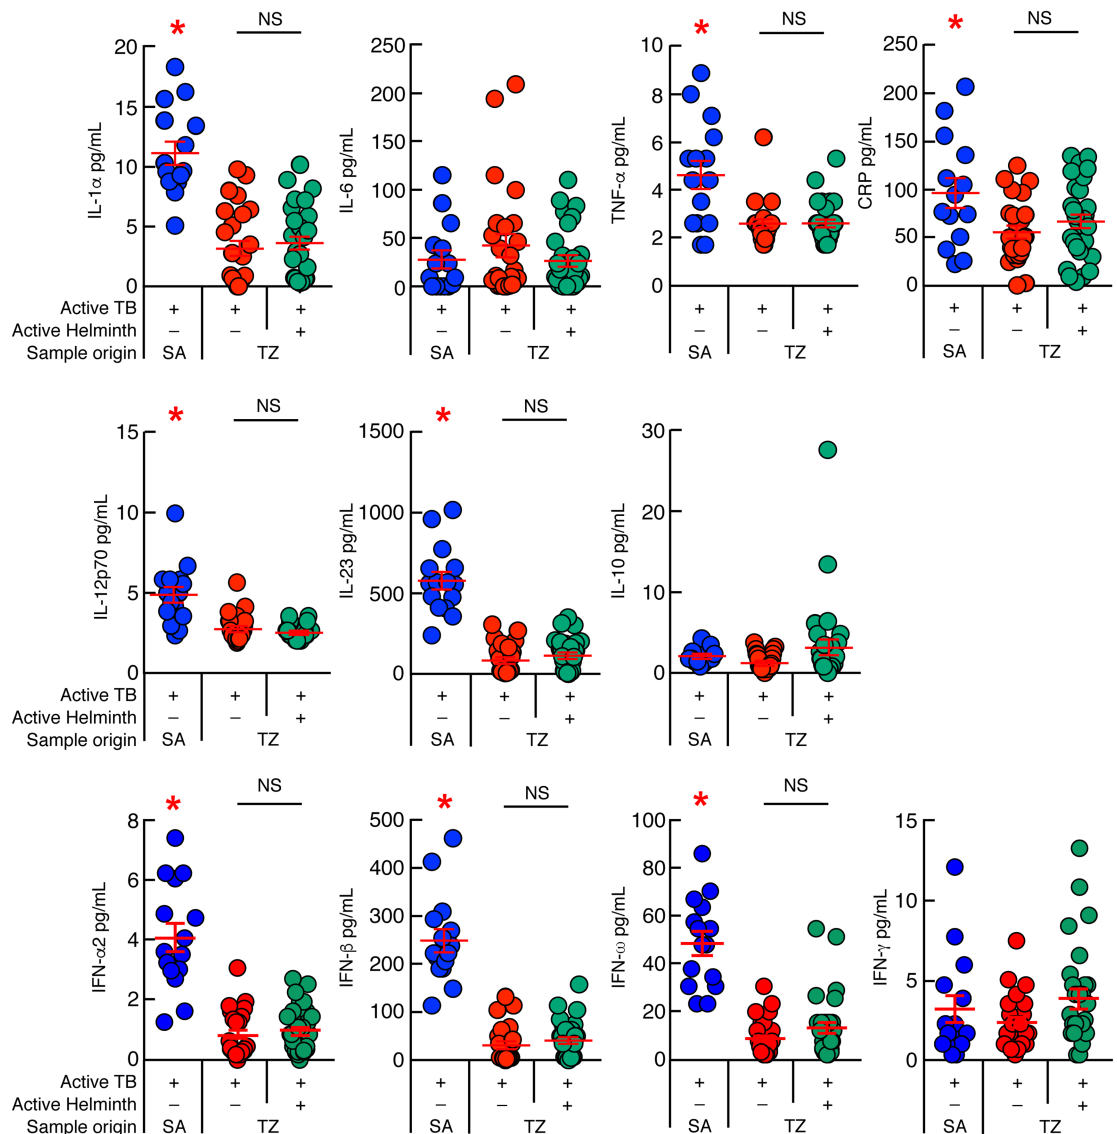 * NS * NS * NS
20 250 10 250
200 8 200
15
IL-1α pg/mL IL-6 pg/mL TNF-α pg/mL CRP pg/mL
150 6 150
10
100 4 100
5
50 2 50
0 0 0 0
Active TB + + + + + + + + + + + +
Active Helminth – – + – – + – – + – – +
Sample origin SA TZ SA TZ SA TZ SA TZ
* NS * NS
15 1500 30
IL-12p70 pg/mL IL-23 pg/mL IL-10 pg/mL
10 1000 20
5 500 10
0 0 0
Active TB + + + + + + + + +
Active Helminth – – + – – + – – +
Sample origin SA TZ SA TZ SA TZ
* NS * NS * NS
8 500 100 15
400 80
6
IFN-α2 pg/mL IFN-β pg/mL IFN-ω pg/mL IFN-γ pg/mL
300 60 10
4
200 40 5
2
100 20
0 0 0 0
Active TB + + + + + + + + + + + +
Active Helminth – – + – – + – – + – – +
Sample origin SA TZ SA TZ SA TZ SA TZ